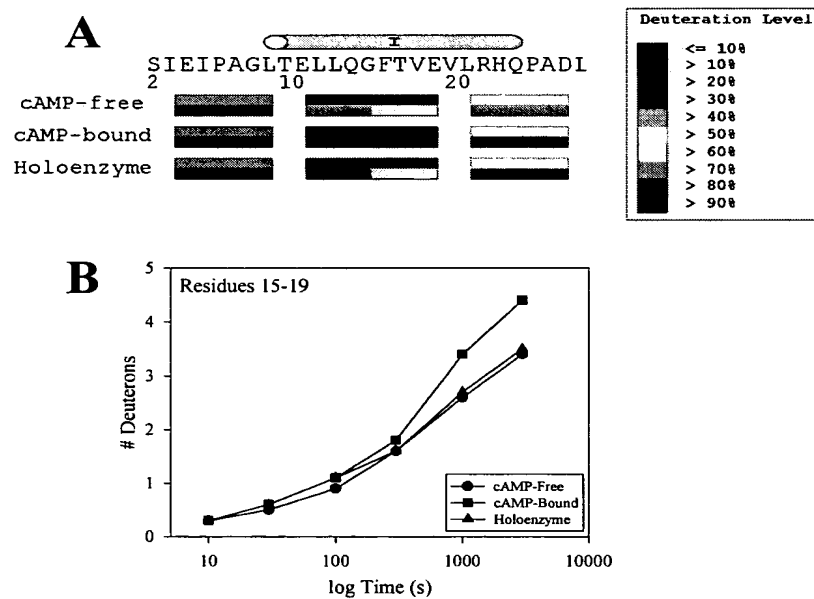 A
I
SIEIPAGLTELLQGFTVEVLRHQPADL
2 10 20
cAMP-free
cAMP-bound
Holoenzyme
Deuteration Level
<= 10%
> 10%
> 20%
> 30%
> 40%
> 50%
> 60%
> 70%
> 80%
> 90%
B
Residues 15-19
# Deuterons
5
4
3
2
1
0
cAMP-Free
cAMP-Bound
Holoenzyme
10 100 1000 10000
log Time (s)